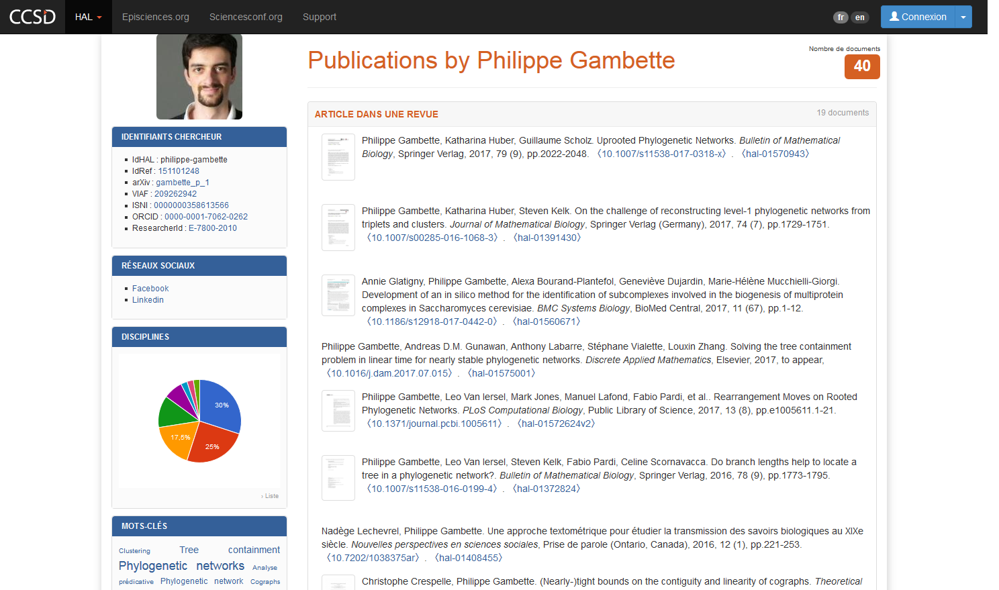 CCSD HAL Episciences.org Sciencesconf.org Support fr en Connexion
Publications by Philippe Gambette
Nombre de documents
40
IDENTIFIANTS CHERCHEUR
IdHAL : philippe-gambette
IdRef : 151101248
arXiv : gambette_p_1
VIAF : 209262942
ISNI : 0000000358613566
ORCID : 0000-0001-7062-0262
ResearcherId : E-7800-2010
RÉSEAUX SOCIAUX
Facebook
Linkedin
DISCIPLINES
30%
17,5%
25%
› Liste
MOTS-CLÉS
Clustering Tree containment
Phylogenetic networks Analyse
prédicative Phylogenetic network Cographs
ARTICLE DANS UNE REVUE
19 documents
Philippe Gambette, Katharina Huber, Guillaume Scholz. Uprooted Phylogenetic Networks. Bulletin of Mathematical
Biology, Springer Verlag, 2017, 79 (9), pp.2022-2048. 〈10.1007/s11538-017-0318-x〉. 〈hal-01570943〉
Philippe Gambette, Katharina Huber, Steven Kelk. On the challenge of reconstructing level-1 phylogenetic networks from
triplets and clusters. Journal of Mathematical Biology, Springer Verlag (Germany), 2017, 74 (7), pp.1729-1751.
〈10.1007/s00285-016-1068-3〉. 〈hal-01391430〉
Annie Glatigny, Philippe Gambette, Alexa Bourand-Plantefol, Geneviève Dujardin, Marie-Hélène Mucchielli-Giorgi.
Development of an in silico method for the identification of subcomplexes involved in the biogenesis of multiprotein
complexes in Saccharomyces cerevisiae. BMC Systems Biology, BioMed Central, 2017, 11 (67), pp.1-12.
〈10.1186/s12918-017-0442-0〉. 〈hal-01560671〉
Philippe Gambette, Andreas D.M. Gunawan, Anthony Labarre, Stéphane Vialette, Louxin Zhang. Solving the tree containment
problem in linear time for nearly stable phylogenetic networks. Discrete Applied Mathematics, Elsevier, 2017, to appear,
〈10.1016/j.dam.2017.07.015〉. 〈hal-01575001〉
Philippe Gambette, Leo Van Iersel, Mark Jones, Manuel Lafond, Fabio Pardi, et al.. Rearrangement Moves on Rooted
Phylogenetic Networks. PLoS Computational Biology, Public Library of Science, 2017, 13 (8), pp.e1005611.1-21.
〈10.1371/journal.pcbi.1005611〉. 〈hal-01572624v2〉
Philippe Gambette, Leo Van Iersel, Steven Kelk, Fabio Pardi, Celine Scornavacca. Do branch lengths help to locate a
tree in a phylogenetic network?. Bulletin of Mathematical Biology, Springer Verlag, 2016, 78 (9), pp.1773-1795.
〈10.1007/s11538-016-0199-4〉. 〈hal-01372824〉
Nadège Lechevrel, Philippe Gambette. Une approche textométrique pour étudier la transmission des savoirs biologiques au XIXe
siècle. Nouvelles perspectives en sciences sociales, Prise de parole (Ontario, Canada), 2016, 12 (1), pp.221-253.
〈10.7202/1038375ar〉. 〈hal-01408455〉
Christophe Crespelle, Philippe Gambette. (Nearly-)tight bounds on the contiguity and linearity of cographs. Theoretical